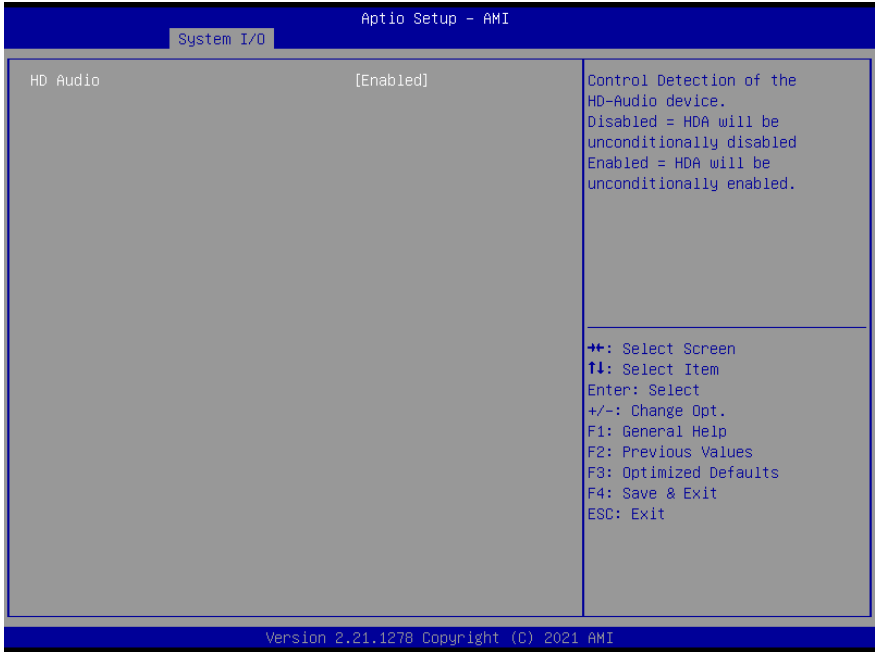 Aptio Setup – AMI
System I/O
HD Audio [Enabled]
Control Detection of the
HD-Audio device.
Disabled = HDA will be
unconditionally disabled
Enabled = HDA will be
unconditionally enabled.
→←: Select Screen
↑↓: Select Item
Enter: Select
+/-: Change Opt.
F1: General Help
F2: Previous Values
F3: Optimized Defaults
F4: Save & Exit
ESC: Exit
Version 2.21.1278 Copyright (C) 2021 AMI